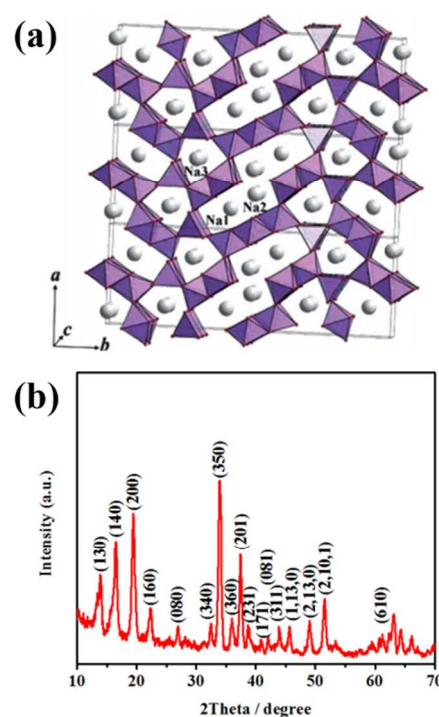 (a)
Na3
Na1
Na2
a
c
b
(b)
Intensity (a.u.)
(130)
(140)
(200)
(160)
(080)
(340)
(350)
(360)
(201)
(231)
(171)
(081)
(311)
(1,13,0)
(2,13,0)
(2,10,1)
(610)
10 20 30 40 50 60 70
2Theta / degree